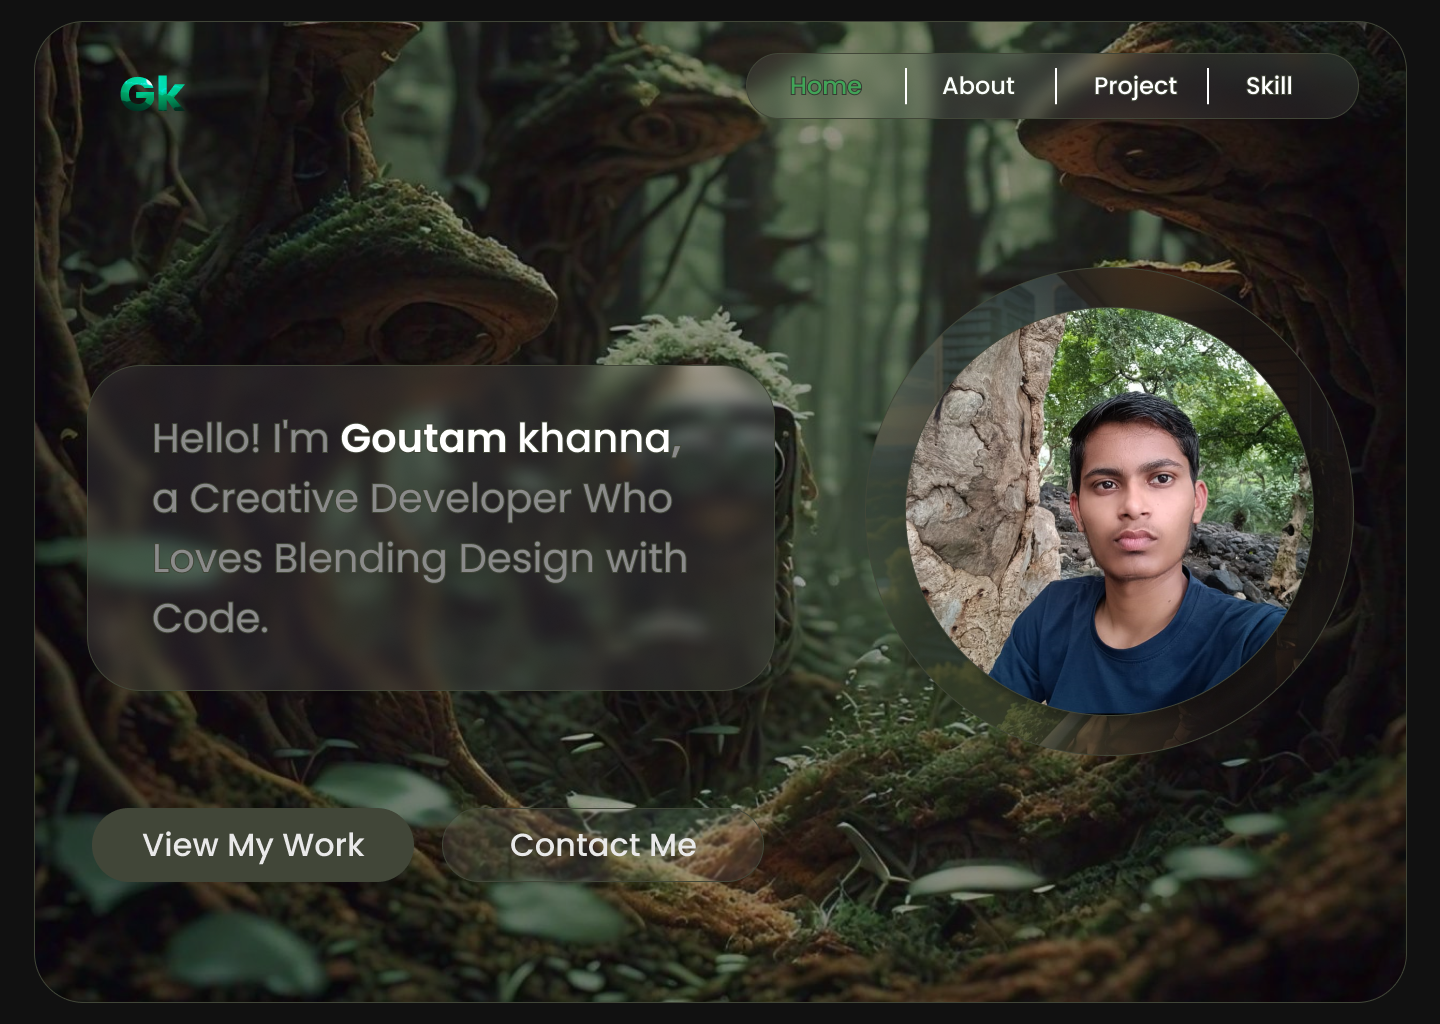 Gk
Home About Project Skill
Hello! I'm Goutam khanna,
a Creative Developer Who
Loves Blending Design with
Code.
View My Work Contact Me